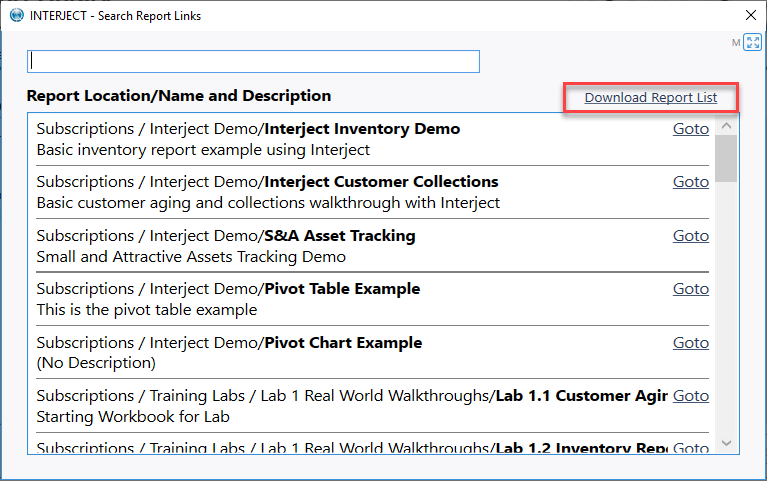 INTERJECT - Search Report Links
M
Report Location/Name and Description
Download Report List
Subscriptions / Interject Demo/Interject Inventory Demo
Goto
Basic inventory report example using Interject
Subscriptions / Interject Demo/Interject Customer Collections
Goto
Basic customer aging and collections walkthrough with Interject
Subscriptions / Interject Demo/S&A Asset Tracking
Goto
Small and Attractive Assets Tracking Demo
Subscriptions / Interject Demo/Pivot Table Example
Goto
This is the pivot table example
Subscriptions / Interject Demo/Pivot Chart Example
Goto
(No Description)
Subscriptions / Training Labs / Lab 1 Real World Walkthroughs/Lab 1.1 Customer Agin
Goto
Starting Workbook for Lab
Subscriptions / Training Labs / Lab 1 Real World Walkthroughs/Lab 1.2 Inventory Repo
Goto